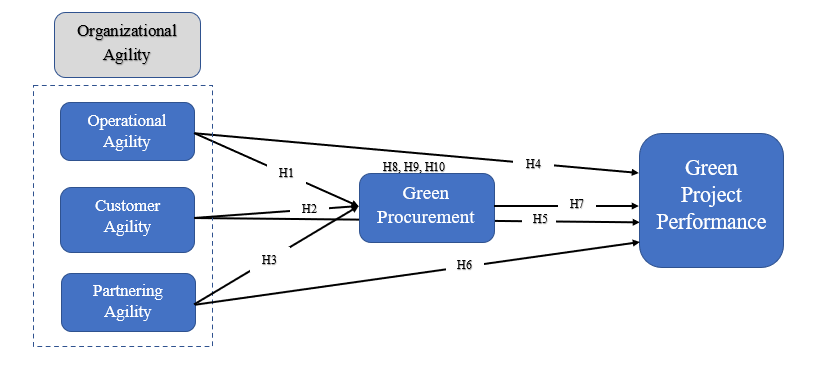 Organizational
Agility
Operational
Agility
H1
H8, H9, H10
H4
Green
Project
Performance
Customer
Agility
H2
Green
Procurement
H7
H5
Partnering
Agility
H3
H6